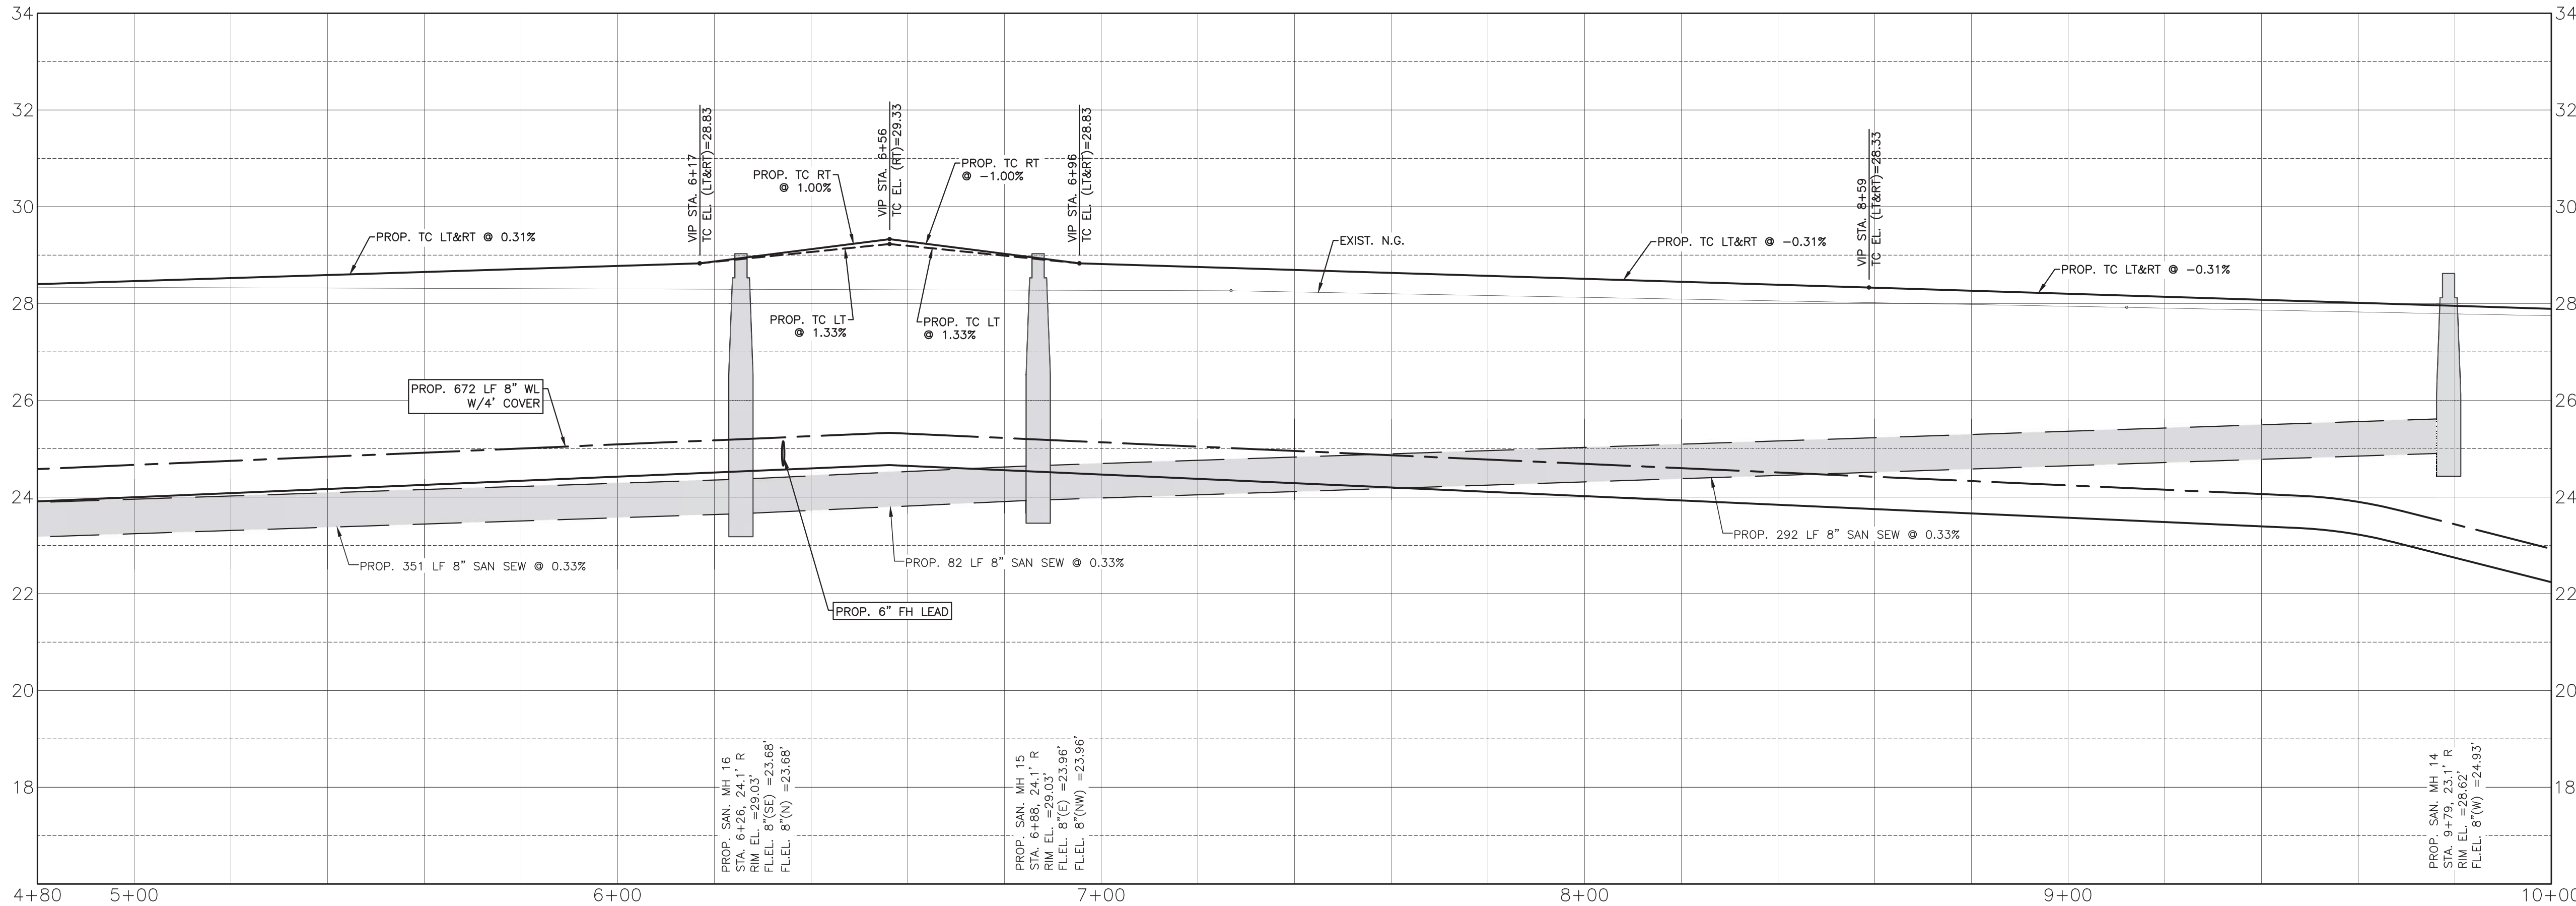 34
32
30
28
26
24
22
20
18
34
32
30
28
26
24
22
20
18
4+80
5+00
6+00
7+00
8+00
9+00
10+00
PROP. TC LT&RT @ 0.31%
VIP STA. 6+17
TC EL. (LT&RT)=28.83
PROP. TC RT
@ 1.00%
VIP STA. 6+56
TC EL. (RT)=29.33
PROP. TC RT
@ -1.00%
VIP STA. 6+96
TC EL. (LT&RT)=28.83
EXIST. N.G.
PROP. TC LT&RT @ -0.31%
VIP STA. 8+59
TC EL. (LT&RT)=28.33
PROP. TC LT&RT @ -0.31%
PROP. TC LT
@ 1.33%
PROP. TC LT
@ 1.33%
PROP. 672 LF 8" WL
W/4' COVER
PROP. 351 LF 8" SAN SEW @ 0.33%
PROP. 82 LF 8" SAN SEW @ 0.33%
PROP. 292 LF 8" SAN SEW @ 0.33%
PROP. 6" FH LEAD
PROP. SAN. MH 16
STA. 6+26, 24.1' R
RIM EL. =29.03'
FL.EL. 8"(SE) =23.68'
FL.EL. 8"(N) =23.68'
PROP. SAN. MH 15
STA. 6+88, 24.1' R
RIM EL. =29.03'
FL.EL. 8"(E) =23.96'
FL.EL. 8"(NW) =23.96'
PROP. SAN. MH 14
STA. 9+79, 23.1' R
RIM EL. =28.62'
FL.EL. 8"(W) =24.93'